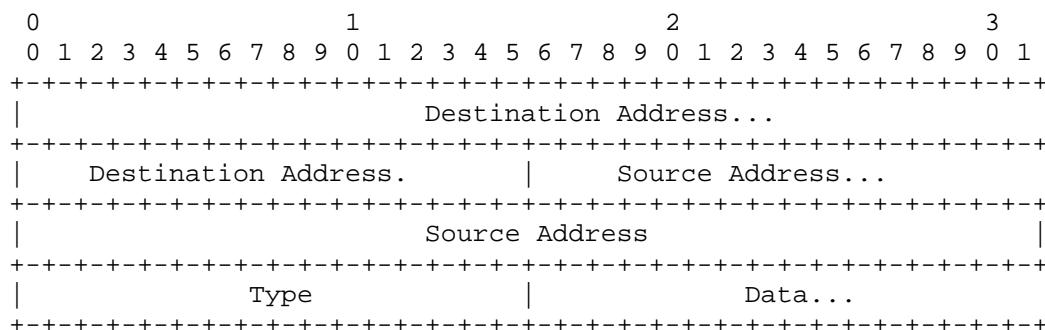 0                   1                   2                   3
0 1 2 3 4 5 6 7 8 9 0 1 2 3 4 5 6 7 8 9 0 1 2 3 4 5 6 7 8 9 0 1
+-+-+-+-+-+-+-+-+-+-+-+-+-+-+-+-+-+-+-+-+-+-+-+-+-+-+-+-+-+-+-+-+
|                         Destination Address...
+-+-+-+-+-+-+-+-+-+-+-+-+-+-+-+-+-+-+-+-+-+-+-+-+-+-+-+-+-+-+-+-+
|    Destination Address.       |     Source Address...
+-+-+-+-+-+-+-+-+-+-+-+-+-+-+-+-+-+-+-+-+-+-+-+-+-+-+-+-+-+-+-+-+
|                         Source Address                        |
+-+-+-+-+-+-+-+-+-+-+-+-+-+-+-+-+-+-+-+-+-+-+-+-+-+-+-+-+-+-+-+-+
|              Type             |             Data...
+-+-+-+-+-+-+-+-+-+-+-+-+-+-+-+-+-+-+-+-+-+-+-+-+-+-+-+-+-+-+-+-+